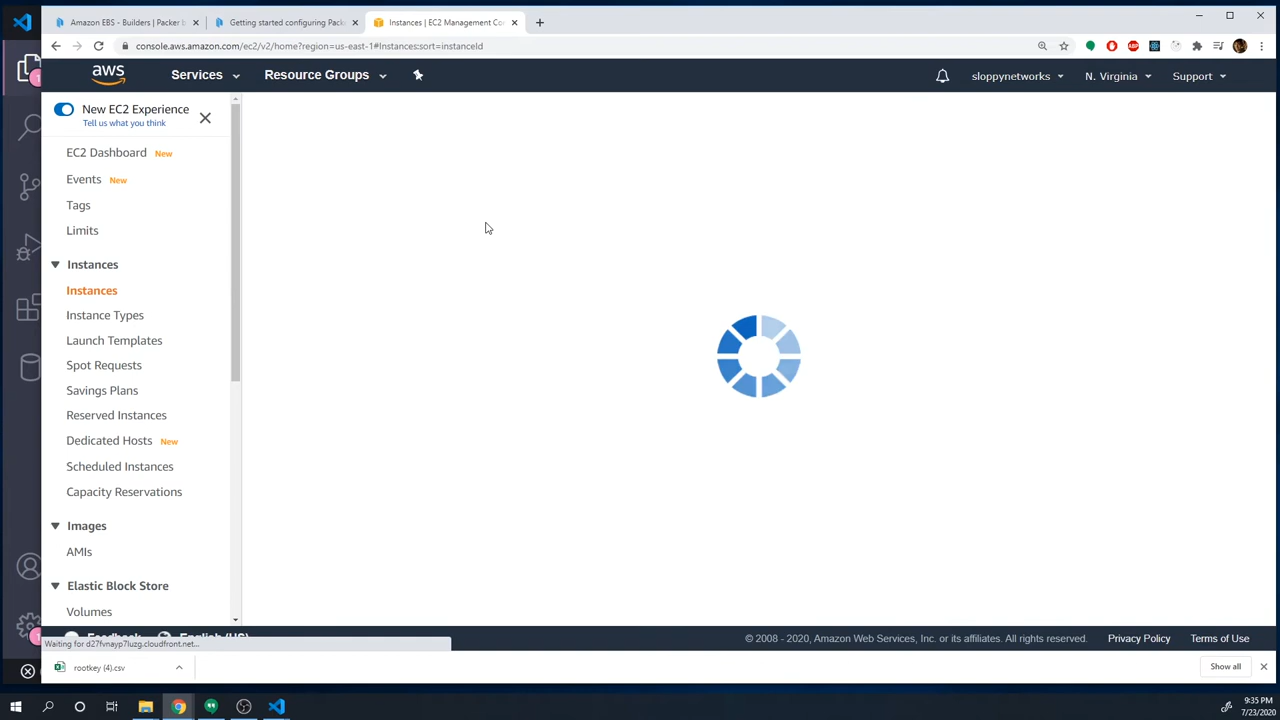 Amazon EBS - Builders | Packer b
Getting started configuring Pack
Instances | EC2 Management Co
console.aws.amazon.com/ec2/v2/home?region=us-east-1#Instances:sort=instanceId
ABP
aws
Services
Resource Groups
sloppynetworks
N. Virginia
Support
New EC2 Experience
Tell us what you think
EC2 Dashboard New
Events New
Tags
Limits
Instances
Instances
Instance Types
Launch Templates
Spot Requests
Savings Plans
Reserved Instances
Dedicated Hosts New
Scheduled Instances
Capacity Reservations
Images
AMIs
Elastic Block Store
Volumes
Feedback English (US)
© 2008 - 2020, Amazon Web Services, Inc. or its affiliates. All rights reserved.
Privacy Policy
Terms of Use
Waiting for d27fvnayp7luzg.cloudfront.net...
rootkey (4).csv
Show all
9:35 PM
7/23/2020